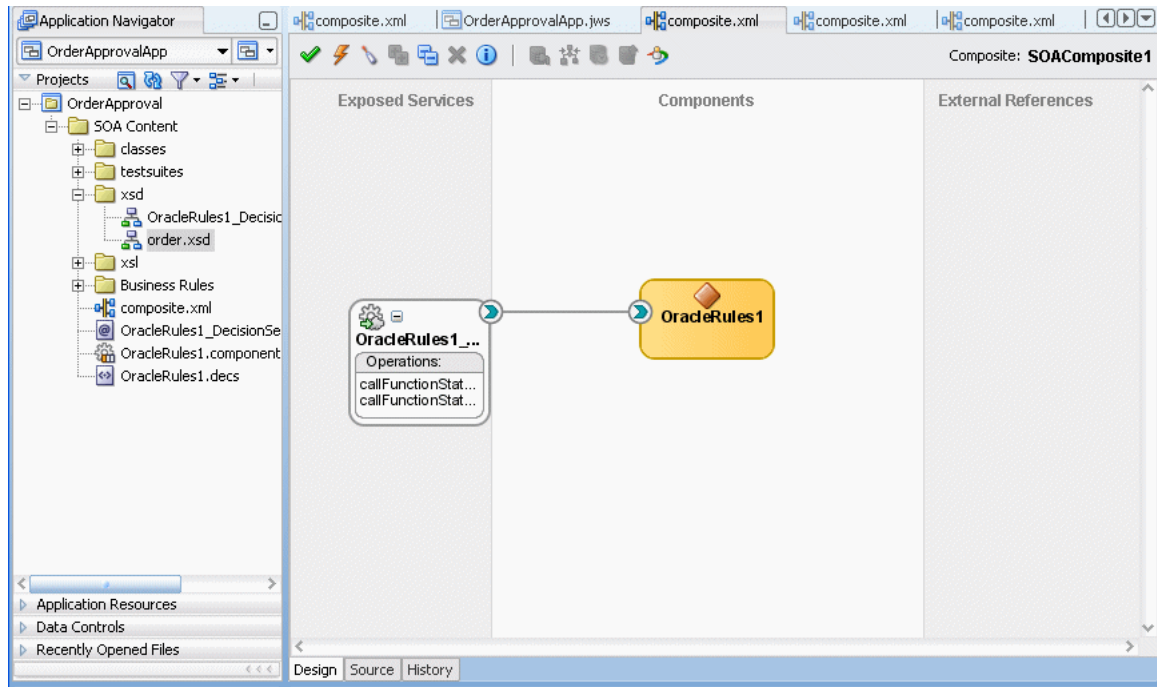 Application Navigator
OrderApprovalApp
Projects
OrderApproval
SOA Content
classes
testsuites
xsd
OracleRules1_Decisic
order.xsd
xsl
Business Rules
composite.xml
OracleRules1_DecisionSe
OracleRules1.component
OracleRules1.decs
Application Resources
Data Controls
Recently Opened Files
composite.xml OrderApprovalApp.jws composite.xml composite.xml composite.xml
Composite: SOAComposite1
Exposed Services Components External References
OracleRules1_...
Operations:
callFunctionStat...
callFunctionStat...
OracleRules1
Design Source History